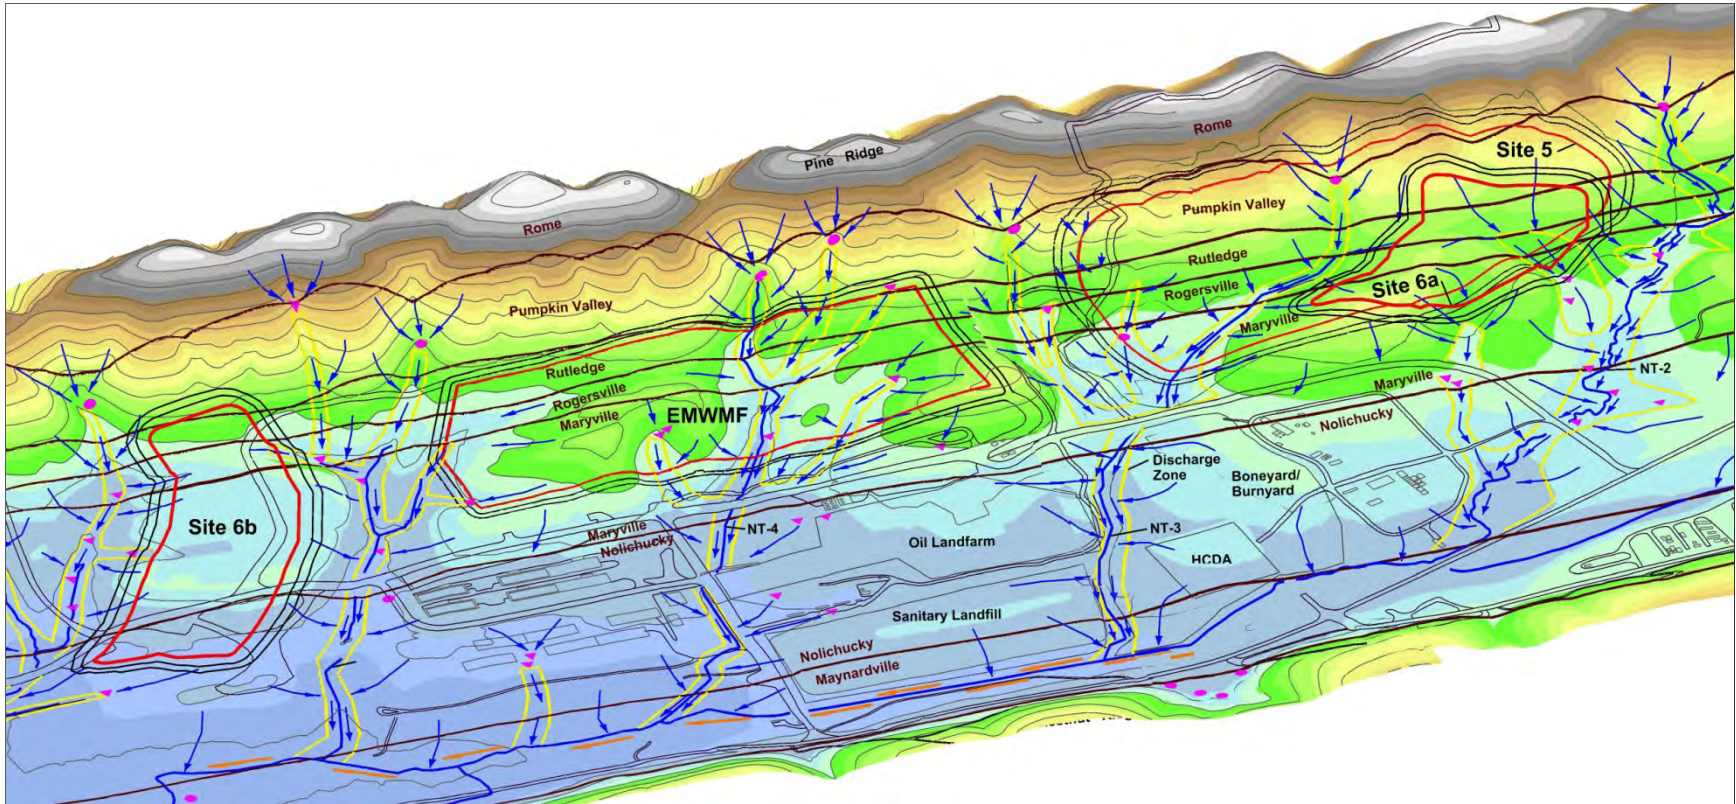 Rome
Site 5
Pine Ridge
Pumpkin Valley
Rome
Rutledge
Site 6a
Rogersville
Pumpkin Valley
Maryville
Rutledge
NT-2
Maryville
Rogersville
EMWMF
Maryville
Nolichucky
Discharge
Zone
Boneyard/
Burnyard
Site 6b
NT-4
NT-3
Maryville
Nolichucky
Oil Landfarm
HCDA
Sanitary Landfill
Nolichucky
Maynardville